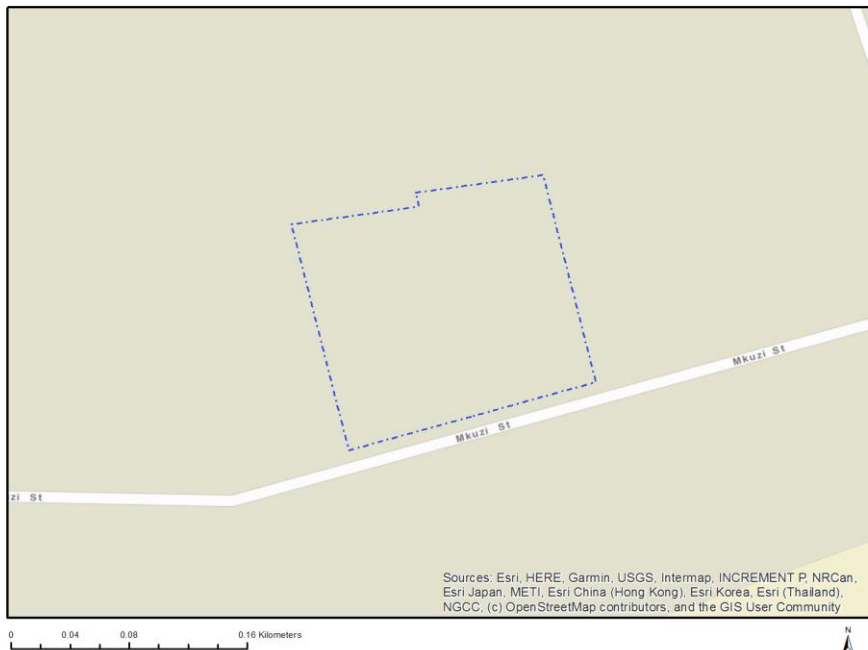 Mkuzi St
Mkuzi St
zi St
Sources: Esri, HERE, Garmin, USGS, Intermap, INCREMENT P, NRCan,
Esri Japan, METI, Esri China (Hong Kong), Esri Korea, Esri (Thailand),
NGCC, (c) OpenStreetMap contributors, and the GIS User Community
0 0.04 0.08 0.16 Kilometers
N